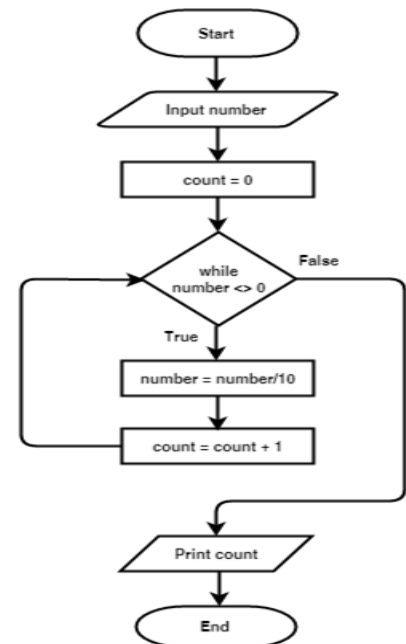 Start
Input number
count = 0
while
number <> 0
False
True
number = number/10
count = count + 1
Print count
End